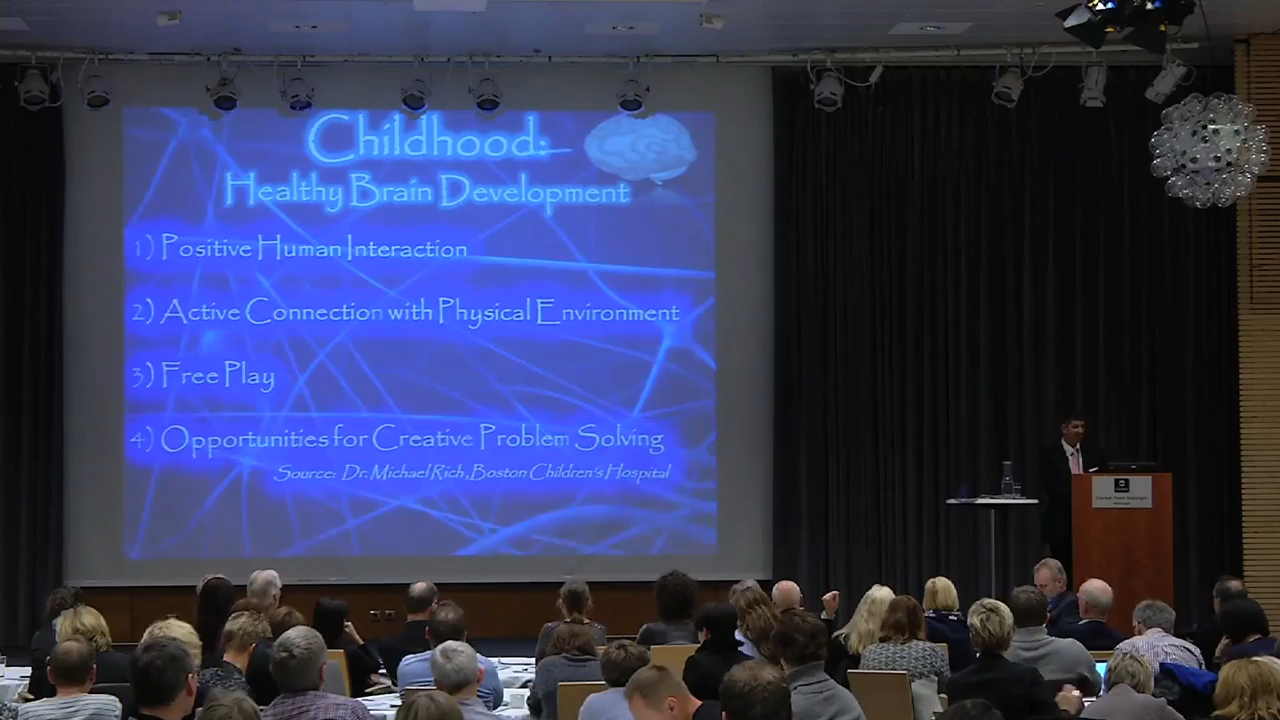 Childhood:
Healthy Brain Development
1) Positive Human Interaction
2) Active Connection with Physical Environment
3) Free Play
4) Opportunities for Creative Problem Solving
Source: Dr. Michael Rich, Boston Children's Hospital